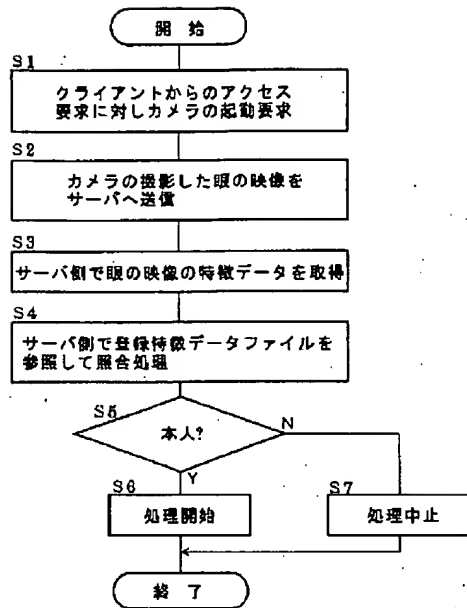 開 始
S1
クライアントからのアクセス
要求に対しカメラの起動要求
S2
カメラの撮影した眼の映像を
サーバへ送信
S3
サーバ側で眼の映像の特徴データを取得
S4
サーバ側で登録特徴データファイルを
参照して照合処理
S5
本人?
N
Y
S6
処理開始
S7
処理中止
終 了